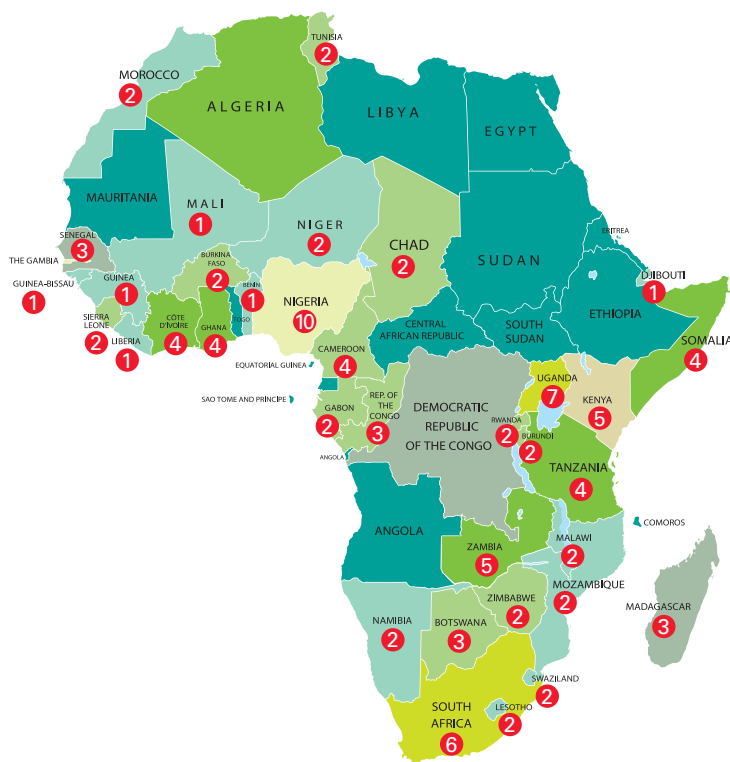 TUNISIA
2
MOROCCO
2
ALGERIA
LIBYA
EGYPT
MAURITANIA
MALI
1
NIGER
2
CHAD
2
SUDAN
ERITREA
SENEGAL
3
THE GAMBIA
GUINEA-BISSAU
1
GUINEA
1
BURKINA
FASO
2
BENIN
1
NIGERIA
10
DJIBOUTI
1
ETHIOPIA
SOMALIA
4
SIERRA
LEONE
2
LIBERIA
1
CÔTE
D'IVOIRE
4
GHANA
4
TOGO
CENTRAL
AFRICAN REPUBLIC
SOUTH
SUDAN
CAMEROON
4
EQUATORIAL GUINEA
SAO TOME AND PRÍNCIPE
GABON
2
REP. OF
THE
CONGO
3
DEMOCRATIC
REPUBLIC
OF THE CONGO
UGANDA
7
KENYA
5
RWANDA
2
BURUNDI
2
TANZANIA
4
ANGOLA
ANGOLA
COMOROS
ZAMBIA
5
MALAWI
2
MOZAMBIQUE
2
ZIMBABWE
2
MADAGASCAR
3
NAMIBIA
2
BOTSWANA
3
SWAZILAND
2
SOUTH
AFRICA
6
LESOTHO
2